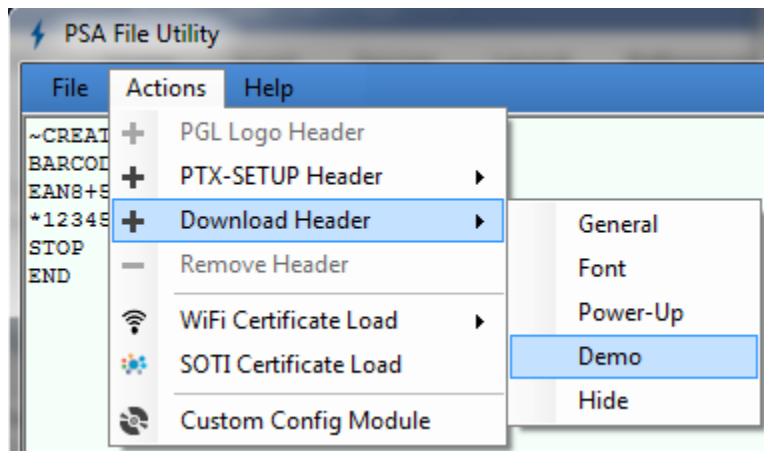 PSA File Utility
File Actions Help
~CREAT
BARCOD
EAN8+5
*12345
STOP
END
PGL Logo Header
PTX-SETUP Header
Download Header
Remove Header
WiFi Certificate Load
SOTI Certificate Load
Custom Config Module
General
Font
Power-Up
Demo
Hide